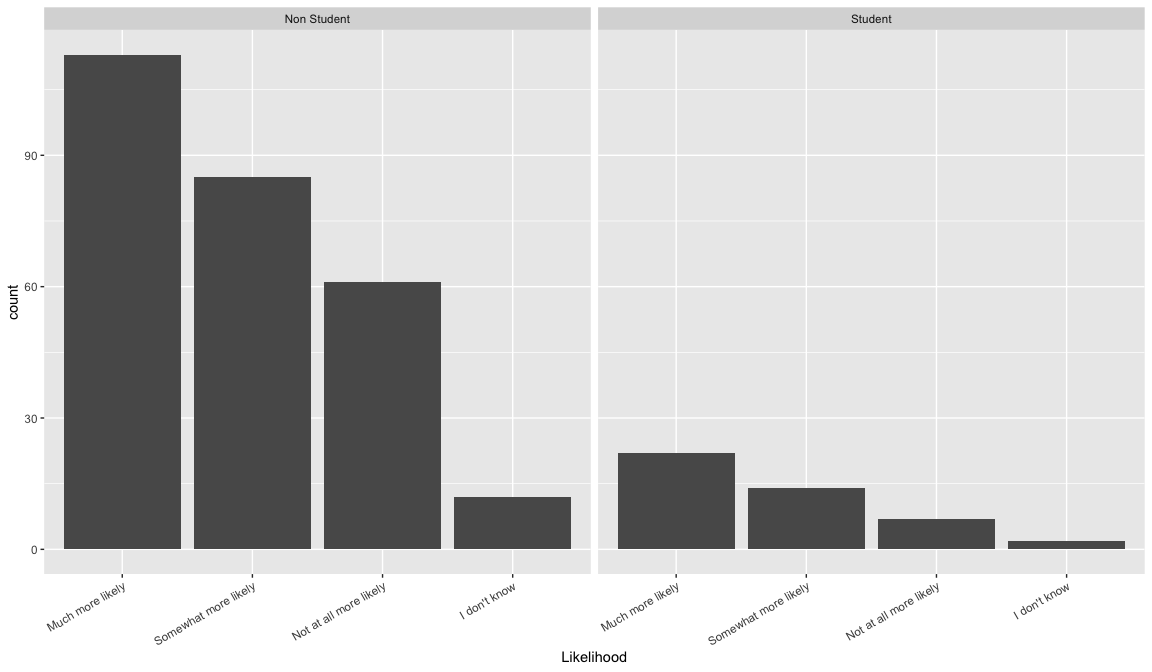 Non Student
Student
count
90
60
30
0
Much more likely
Somewhat more likely
Not at all more likely
I don't know
Much more likely
Somewhat more likely
Not at all more likely
I don't know
Likelihood